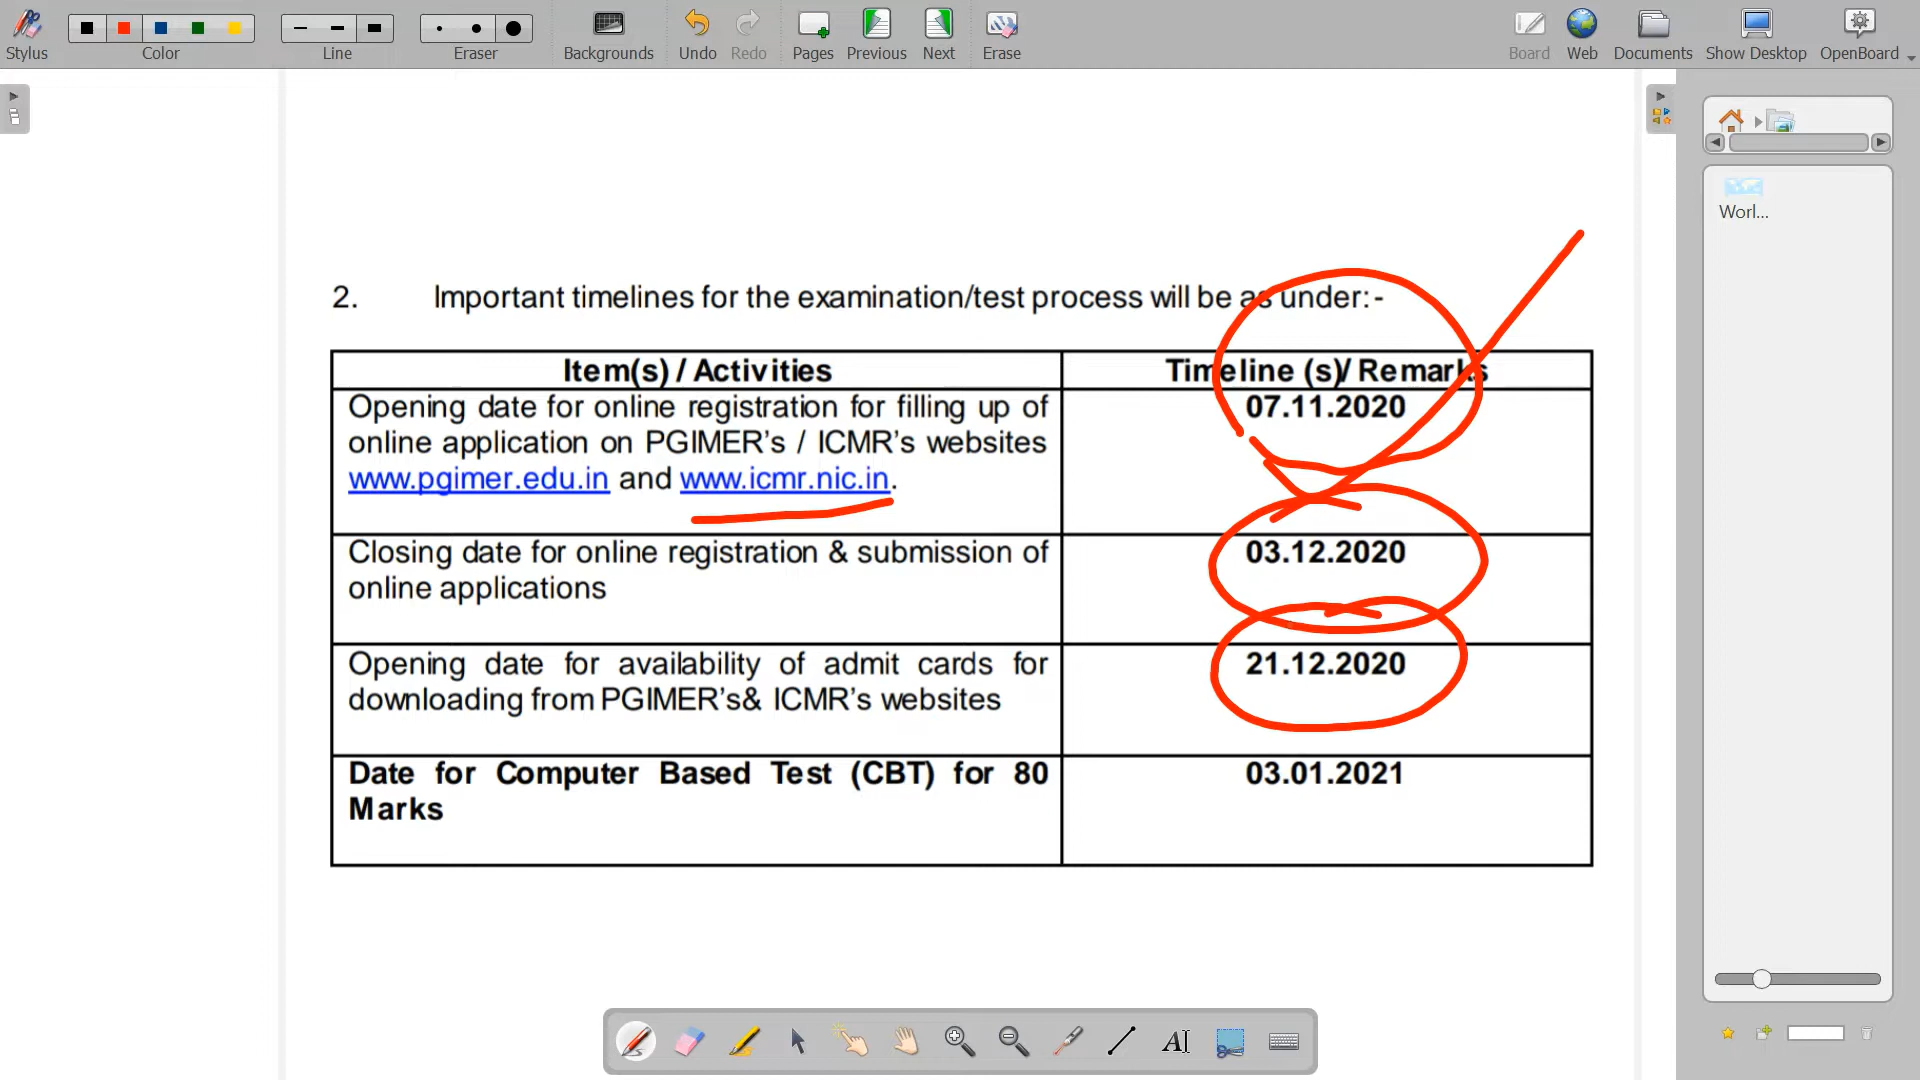 Stylus
Color
Line
Eraser
Backgrounds
Undo
Redo
Pages
Previous
Next
Erase
Board
Web
Documents
Show Desktop
OpenBoard
Worl...
2. Important timelines for the examination/test process will be as under:-
Item(s) / Activities
Timeline (s)/ Remarks
Opening date for online registration for filling up of
online application on PGIMER's / ICMR's websites
www.pgimer.edu.in and www.icmr.nic.in.
07.11.2020
Closing date for online registration & submission of
online applications
03.12.2020
Opening date for availability of admit cards for
downloading from PGIMER's& ICMR's websites
21.12.2020
Date for Computer Based Test (CBT) for 80
Marks
03.01.2021